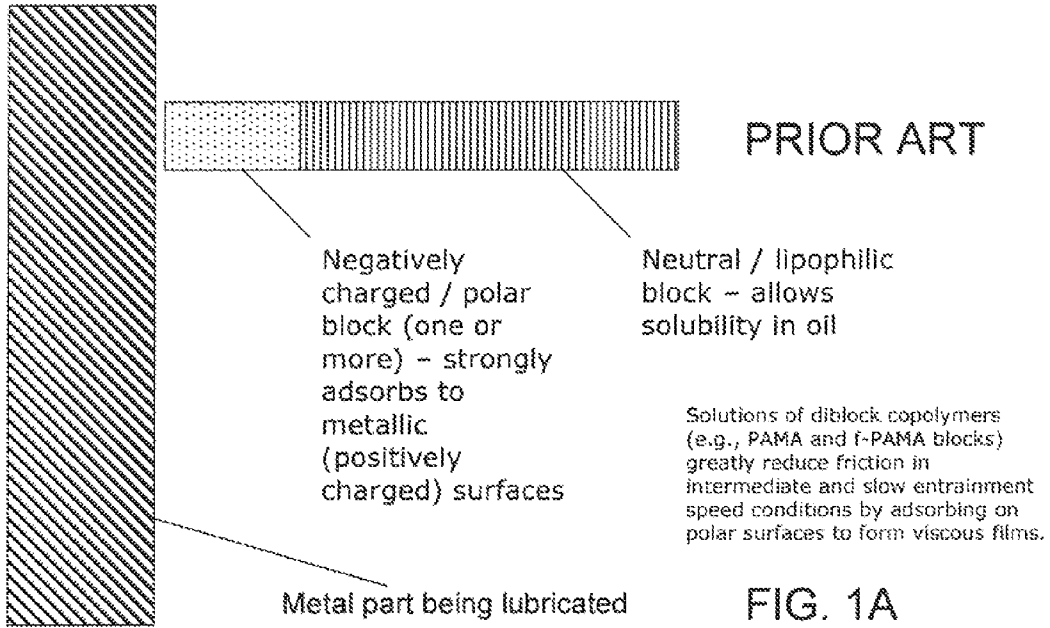 PRIOR ART
Negatively
charged / polar
block (one or
more) – strongly
adsorbs to
metallic
(positively
charged) surfaces
Neutral / lipophilic
block – allows
solubility in oil
Solutions of diblock copolymers
(e.g., PAMA and f-PAMA blocks)
greatly reduce friction in
intermediate and slow entrainment
speed conditions by adsorbing on
polar surfaces to form viscous films.
Metal part being lubricated
FIG. 1A